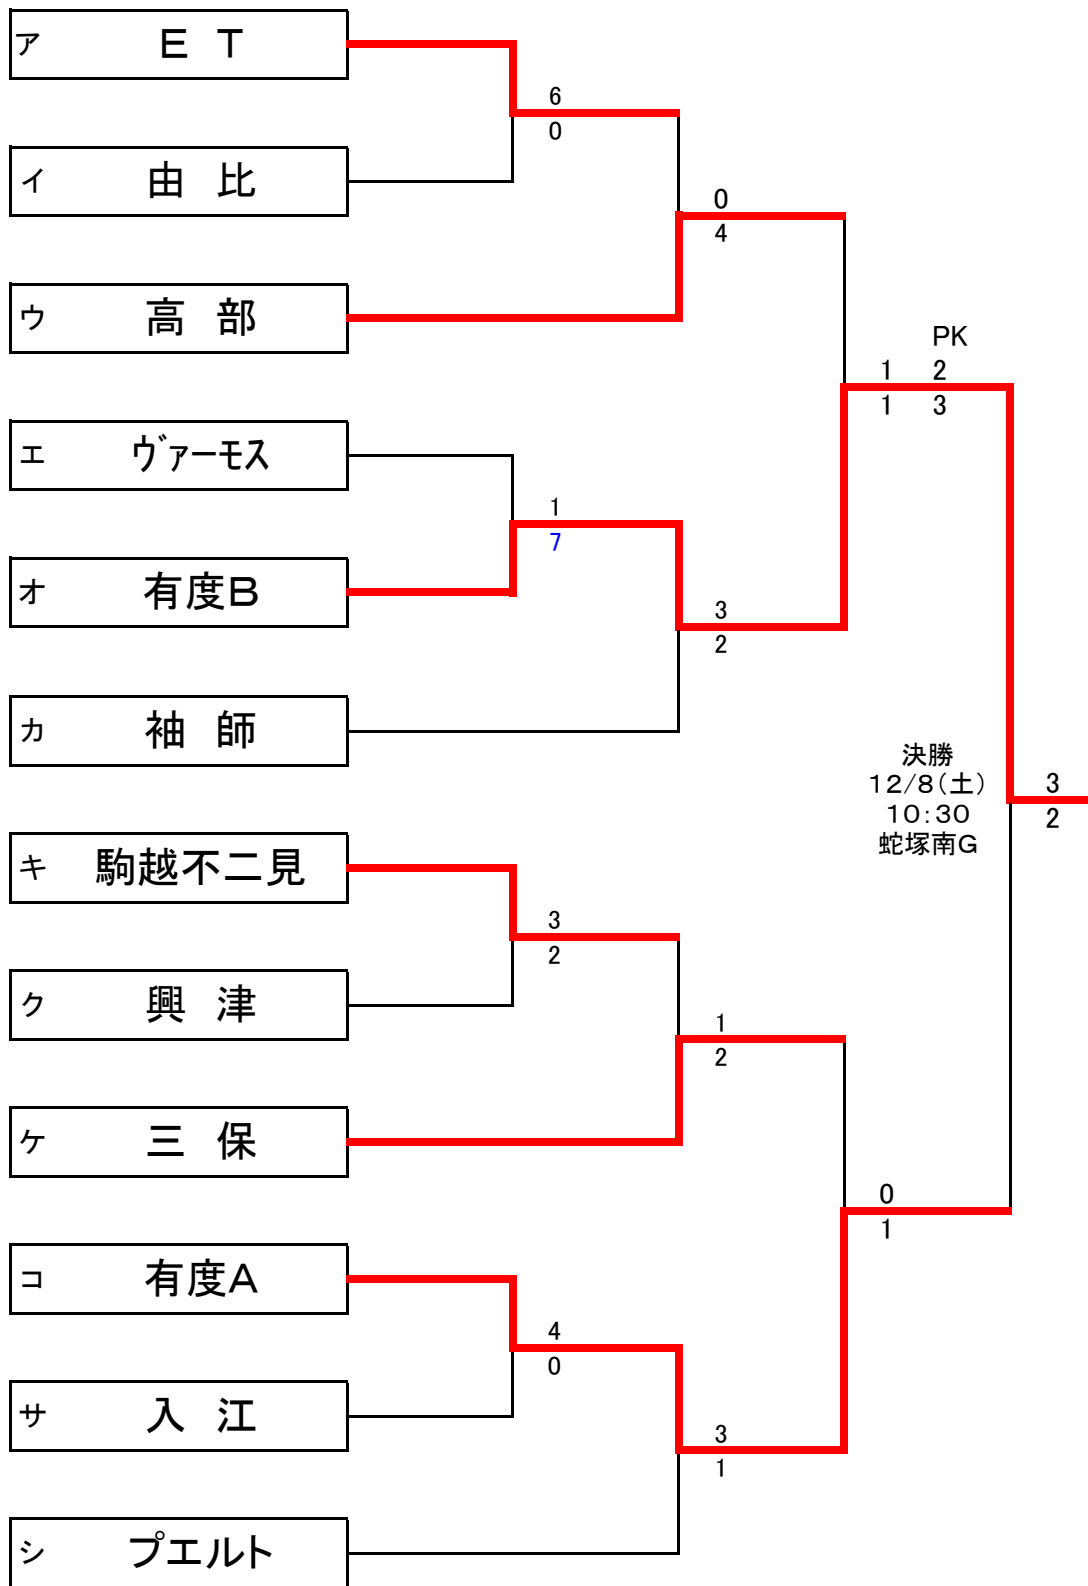 ア ＥＴ
6
0
イ 由比
0
4
ウ 高部
PK
1 2
1 3
エ ヴァーモス
1
7
オ 有度Ｂ
3
2
カ 袖師
決勝
12/8(土)
10:30
蛇塚南G
3
2
キ 駒越不二見
3
2
ク 興津
1
2
ケ 三保
0
1
コ 有度Ａ
4
0
サ 入江
3
1
シ プエルト